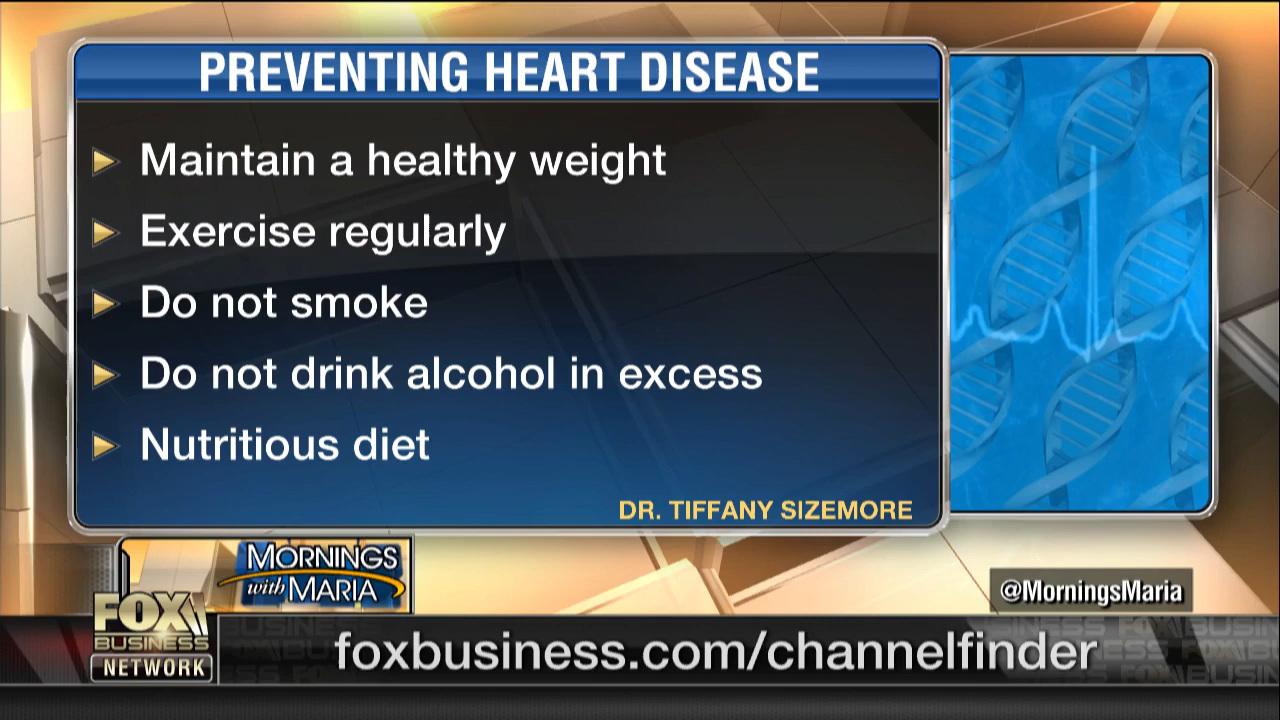 PREVENTING HEART DISEASE
Maintain a healthy weight
Exercise regularly
Do not smoke
Do not drink alcohol in excess
Nutritious diet
DR. TIFFANY SIZEMORE
MORNINGS
with MARIA
@MorningsMaria
FOX
BUSINESS
NETWORK
foxbusiness.com/channelfinder